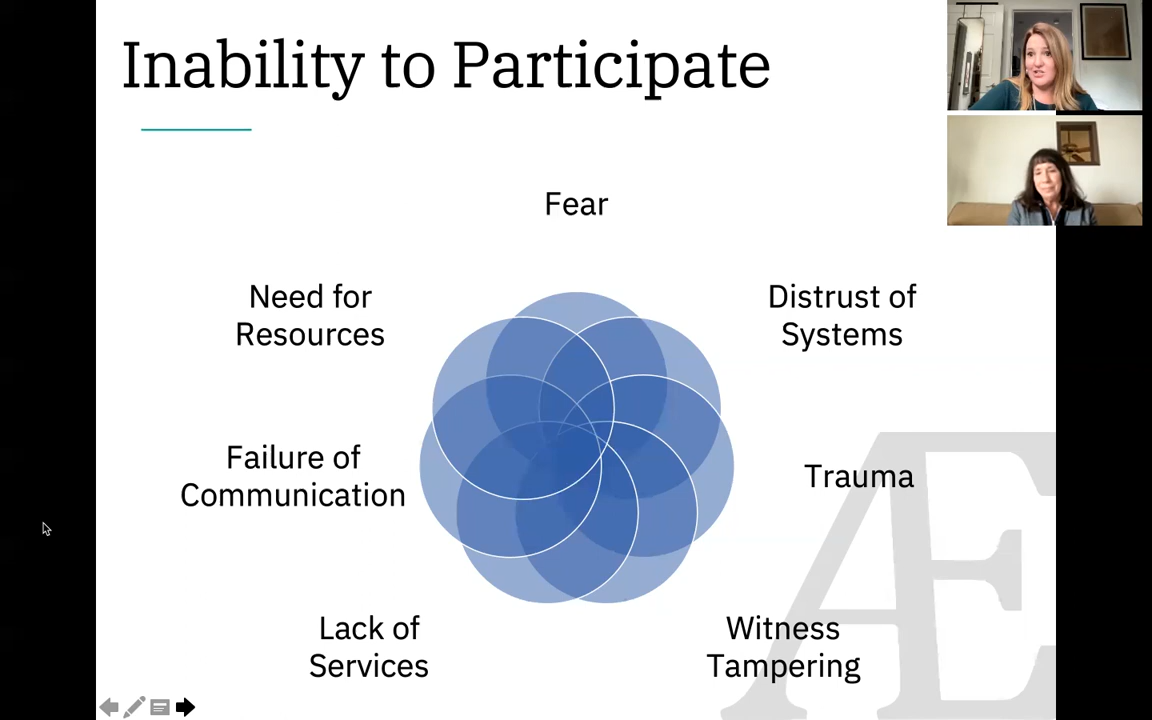 Inability to Participate
Fear
Need for
Resources
Distrust of
Systems
Failure of
Communication
Trauma
Lack of
Services
Witness
Tampering
Æ